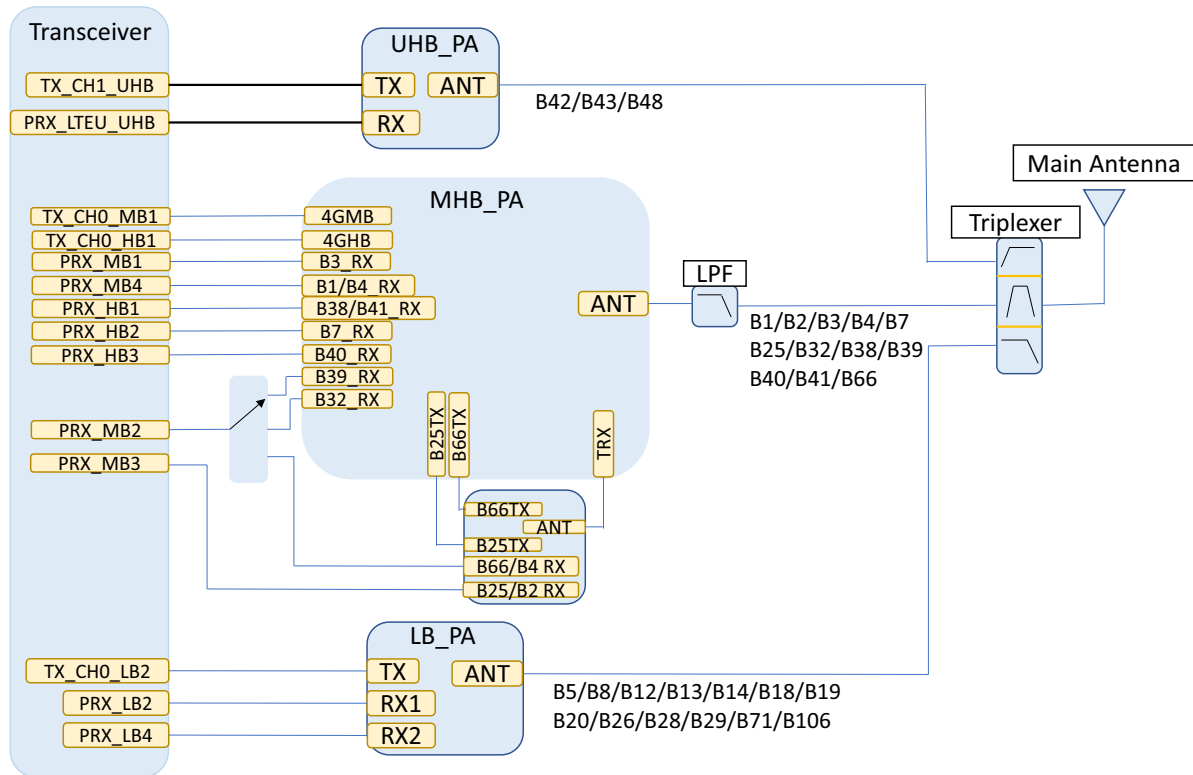 Transceiver
UHB_PA
TX_CH1_UHB
TX
ANT
B42/B43/B48
PRX_LTEU_UHB
RX
Main Antenna
MHB_PA
TX_CH0_MB1
4GMB
Triplexer
TX_CH0_HB1
4GHB
PRX_MB1
B3_RX
LPF
PRX_MB4
B1/B4_RX
ANT
PRX_HB1
B38/B41_RX
B1/B2/B3/B4/B7
B25/B32/B38/B39
B40/B41/B66
PRX_HB2
B7_RX
PRX_HB3
B40_RX
B39_RX
B32_RX
PRX_MB2
B25TX
B66TX
TRX
PRX_MB3
B66TX
ANT
B25TX
B66/B4 RX
B25/B2 RX
LB_PA
TX_CH0_LB2
TX
ANT
B5/B8/B12/B13/B14/B18/B19
B20/B26/B28/B29/B71/B106
PRX_LB2
RX1
PRX_LB4
RX2